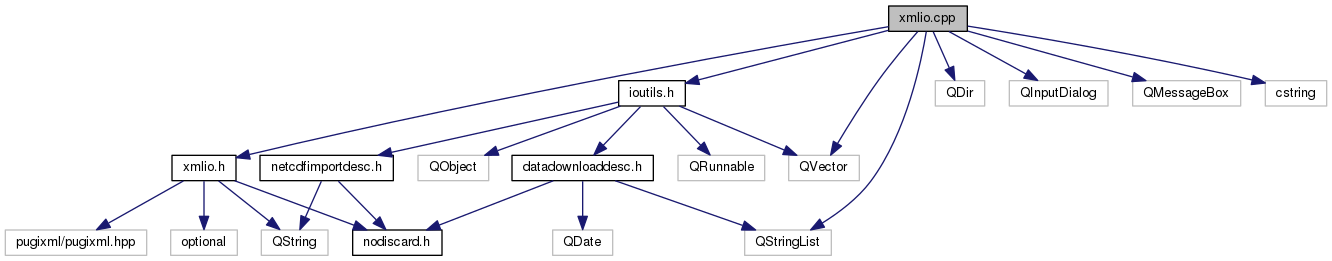 xmlio.cpp
ioutils.h
QDir
QInputDialog
QMessageBox
cstring
xmlio.h
netcdfimportdesc.h
QObject
datadownloaddesc.h
QRunnable
QVector
pugixml/pugixml.hpp
optional
QString
nodiscard.h
QDate
QStringList